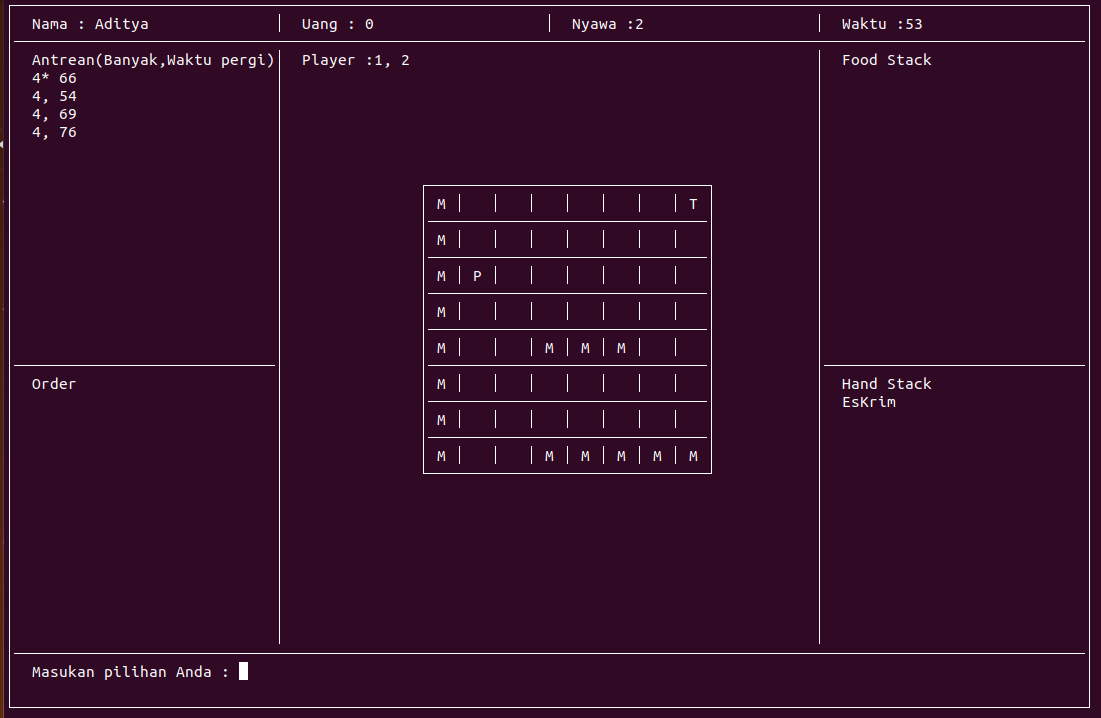 Nama : Aditya Uang : 0 Nyawa :2 Waktu :53
Antrean(Banyak,Waktu pergi)
4* 66
4, 54
4, 69
4, 76
Player :1, 2
M T
M
M P
M
M M M M
M
M
M M M M M M
Food Stack
Order
Hand Stack
EsKrim
Masukan pilihan Anda :